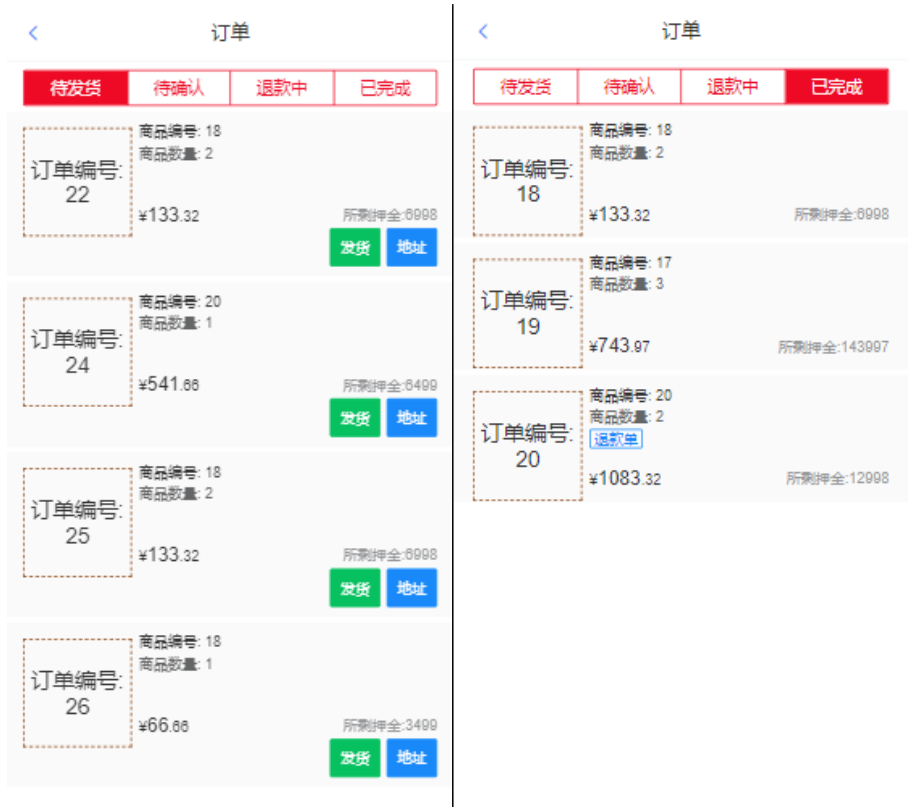 订单
待发货 待确认 退款中 已完成
订单编号:
22
商品编号: 18
商品数量: 2
¥133.32
所剩押金:6998
发货 地址
订单编号:
24
商品编号: 20
商品数量: 1
¥541.66
所剩押金:6499
发货 地址
订单编号:
25
商品编号: 18
商品数量: 2
¥133.32
所剩押金:6998
发货 地址
订单编号:
26
商品编号: 18
商品数量: 1
¥66.66
所剩押金:3499
发货 地址
订单
待发货 待确认 退款中 已完成
订单编号:
18
商品编号: 18
商品数量: 2
¥133.32
所剩押金:6998
订单编号:
19
商品编号: 17
商品数量: 3
¥743.97
所剩押金:143997
订单编号:
20
商品编号: 20
商品数量: 2
退款单
¥1083.32
所剩押金:12998